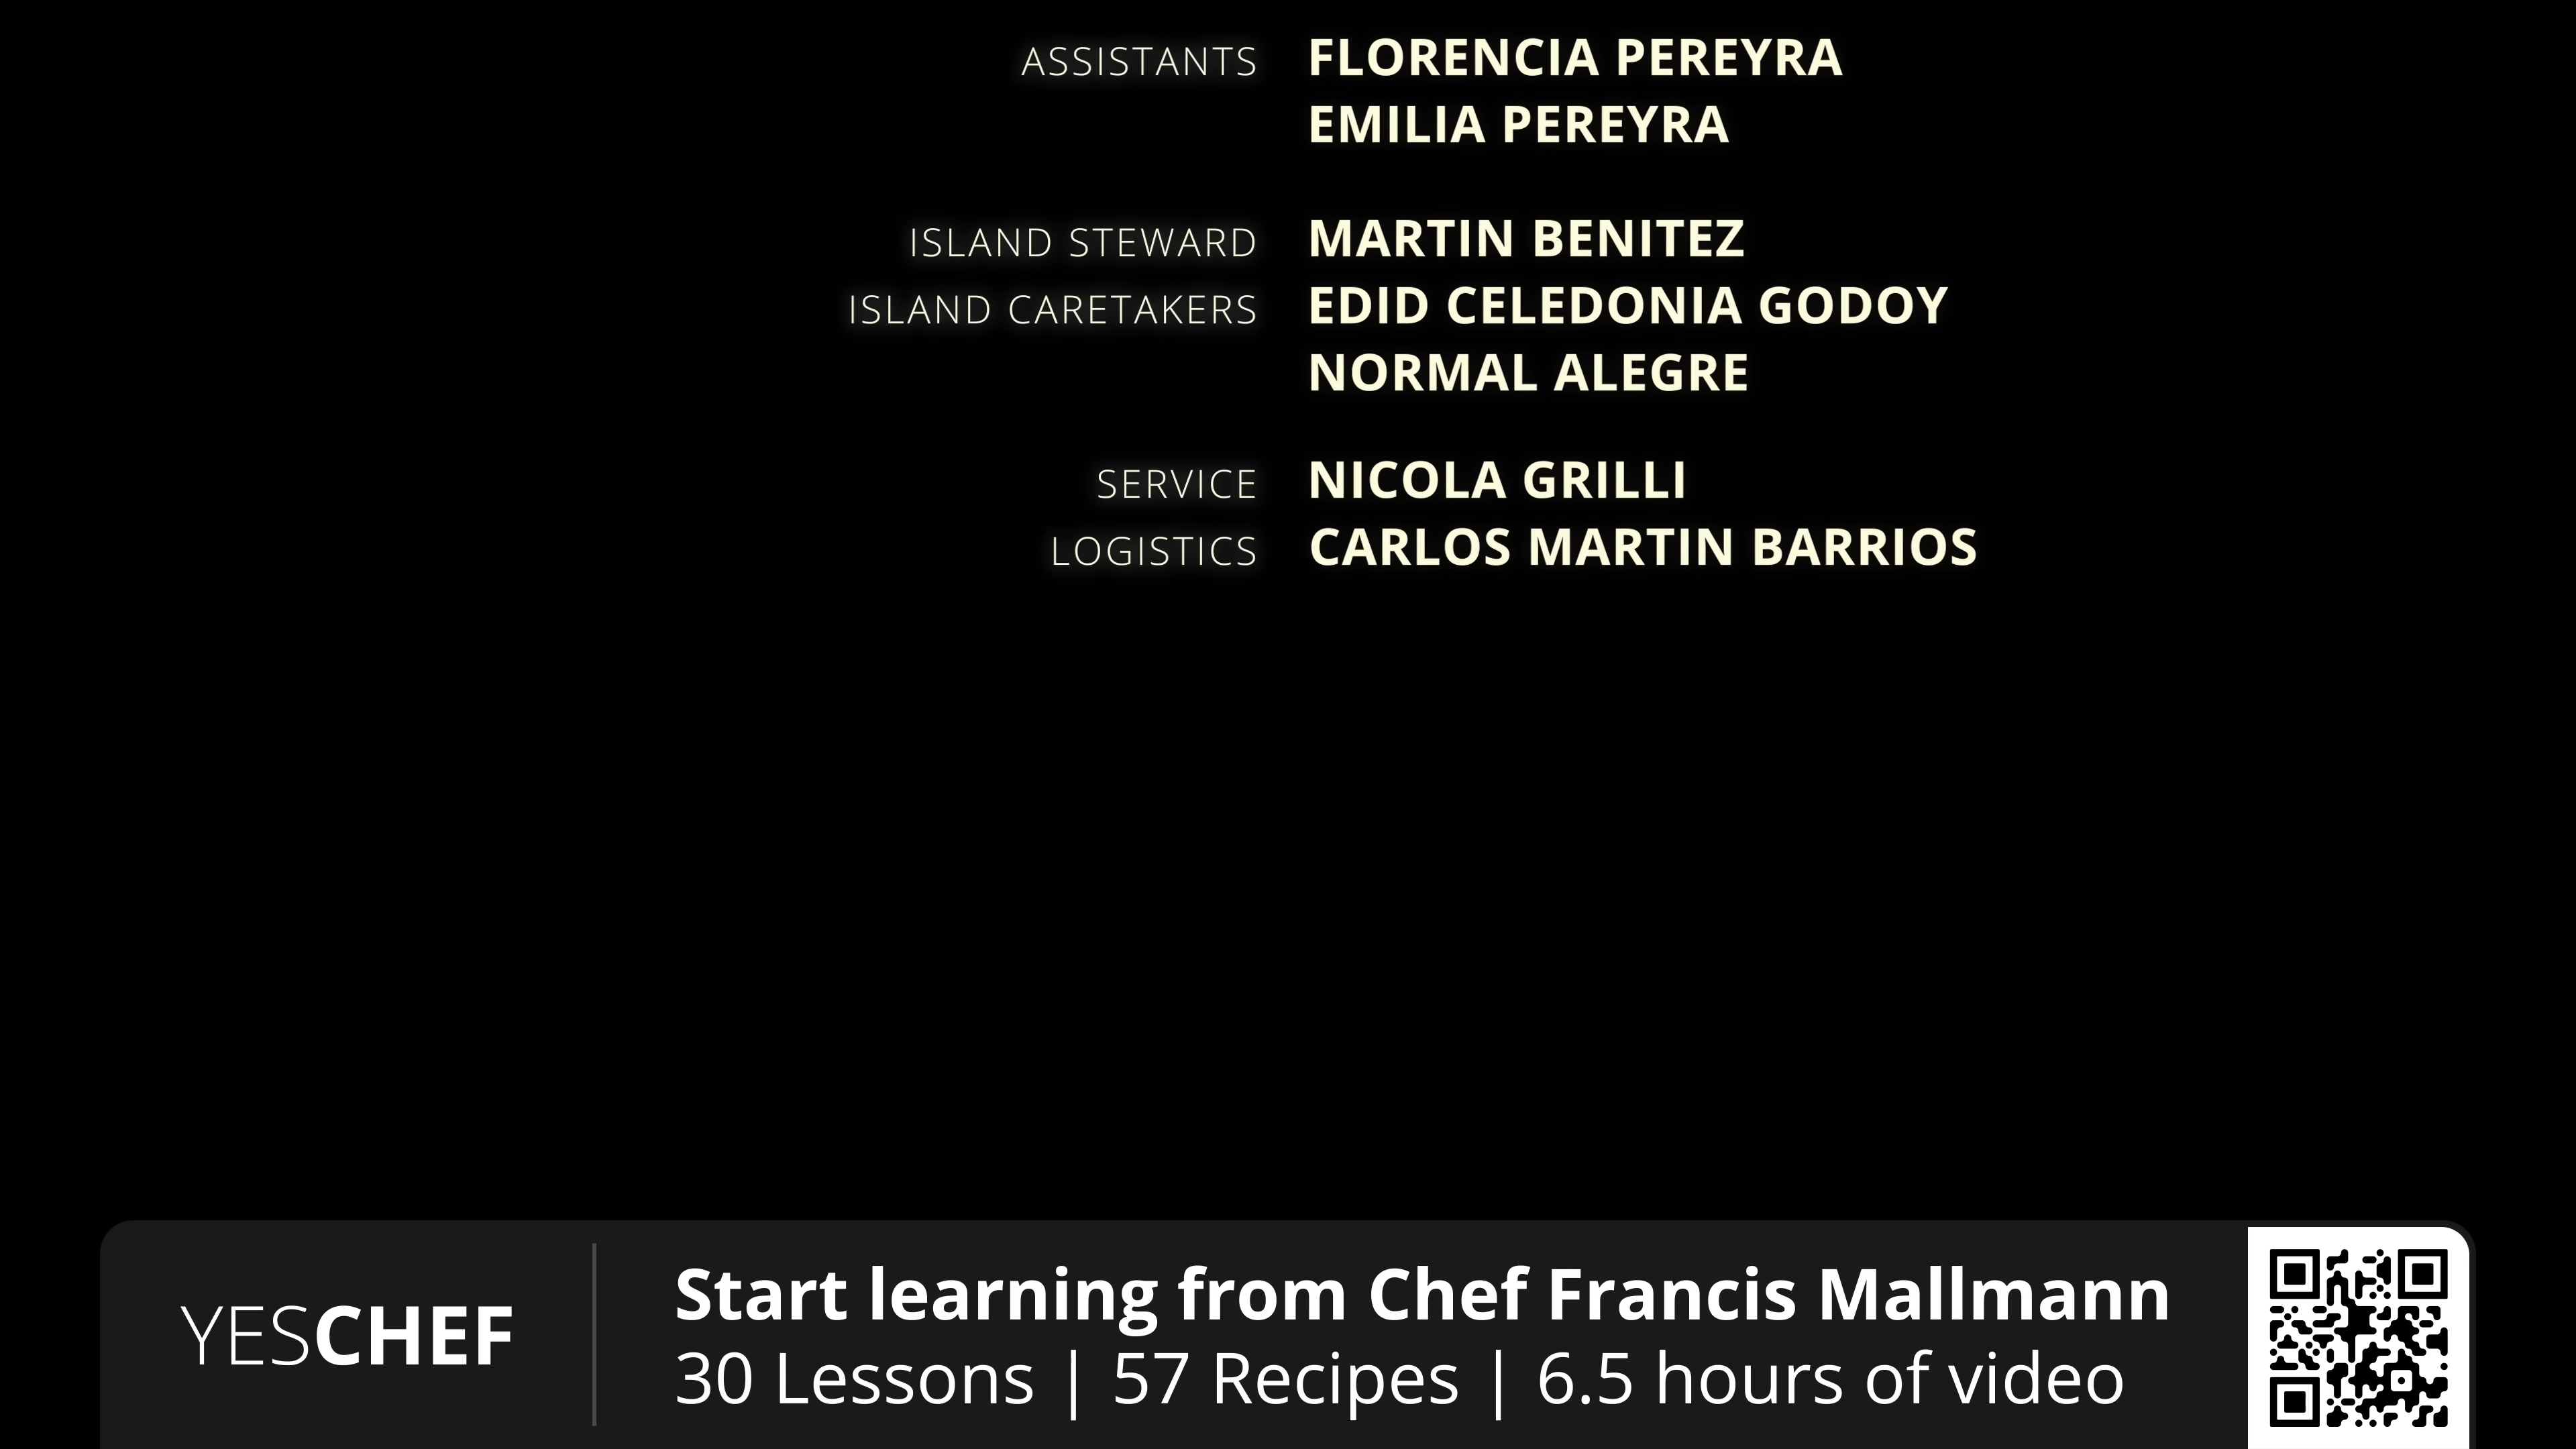 ASSISTANTS FLORENCIA PEREYRA
EMILIA PEREYRA
ISLAND STEWARD MARTIN BENITEZ
ISLAND CARETAKERS EDID CELEDONIA GODOY
NORMAL ALEGRE
SERVICE NICOLA GRILLI
LOGISTICS CARLOS MARTIN BARRIOS
YESCHEF
Start learning from Chef Francis Mallmann
30 Lessons | 57 Recipes | 6.5 hours of video